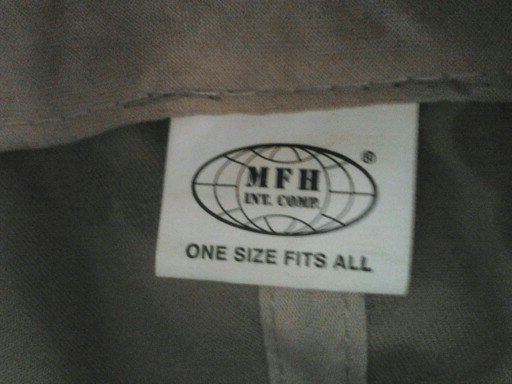 ®
MFH
INT. COMP.
ONE SIZE FITS ALL